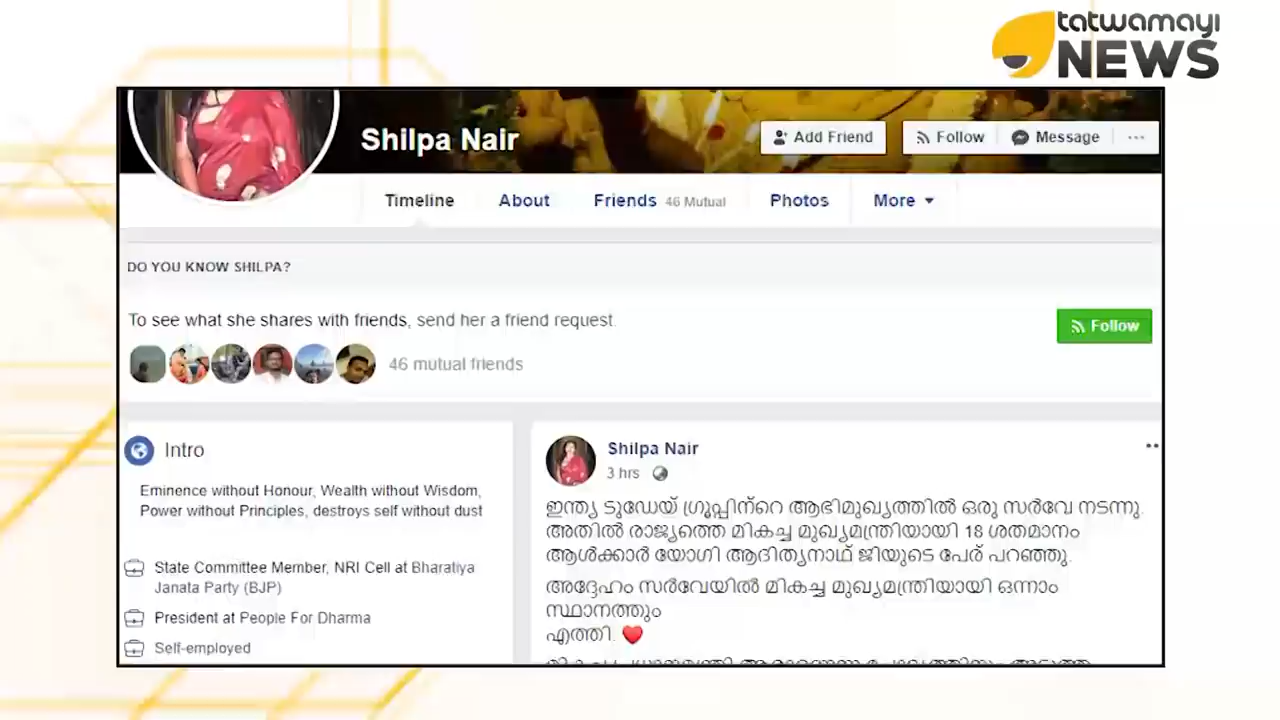 tatwamayi
NEWS
Shilpa Nair
Add Friend
Follow
Message
Timeline
About
Friends 46 Mutual
Photos
More
DO YOU KNOW SHILPA?
To see what she shares with friends, send her a friend request.
Follow
46 mutual friends
Intro
Eminence without Honour, Wealth without Wisdom,
Power without Principles, destroys self without dust
State Committee Member, NRI Cell at Bharatiya
Janata Party (BJP)
President at People For Dharma
Self-employed
Shilpa Nair
3 hrs
ഇന്ത്യ ടുഡേയ് ഗ്രൂപ്പിന്റെ ആഭിമുഖ്യത്തിൽ ഒരു സർവേ നടന്നു.
അതിൽ രാജ്യത്തെ മികച്ച മുഖ്യമന്ത്രിയായി 18 ശതമാനം
ആൾക്കാർ യോഗി ആദിത്യനാഥ് ജിയുടെ പേര് പറഞ്ഞു.
അദ്ദേഹം സർവേയിൽ മികച്ച മുഖ്യമന്ത്രിയായി ഒന്നാം
സ്ഥാനത്തും
എത്തി. ❤️